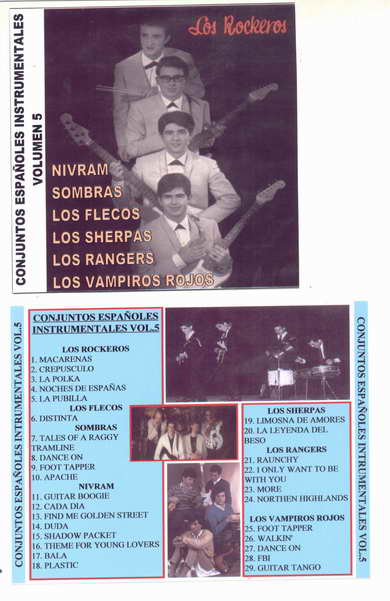 Los Rockeros
CONJUNTOS ESPAÑOLES INSTRUMENTALES
VOLUMEN 5
NIVRAM
SOMBRAS
LOS FLECOS
LOS SHERPAS
LOS RANGERS
LOS VAMPIROS ROJOS
CONJUNTOS ESPAÑOLES INSTRUMENTALES VOL.5
CONJUNTOS ESPAÑOLES
INSTRUMENTALES VOL.5
LOS ROCKEROS
1. MACARENAS
2. CREPUSCULO
3. LA POLKA
4. NOCHES DE ESPAÑAS
5. LA PUBILLA
LOS FLECOS
6. DISTINTA
SOMBRAS
7. TALES OF A RAGGY
TRAMLINE
8. DANCE ON
9. FOOT TAPPER
10. APACHE
NIVRAM
11. GUITAR BOOGIE
12. CADA DIA
13. FIND ME GOLDEN STREET
14. DUDA
15. SHADOW PACKET
16. THEME FOR YOUNG LOVERS
17. BALA
18. PLASTIC
LOS SHERPAS
19. LIMOSNA DE AMORES
20. LA LEYENDA DEL
BESO
LOS RANGERS
21. RAUNCHY
22. I ONLY WANT TO BE
WITH YOU
23. MORE
24. NORTHEN HIGHLANDS
LOS VAMPIROS ROJOS
25. FOOT TAPPER
26. WALKIN'
27. DANCE ON
28. FBI
29. GUITAR TANGO
CONJUNTOS ESPAÑOLES INSTRUMENTALES VOL.5